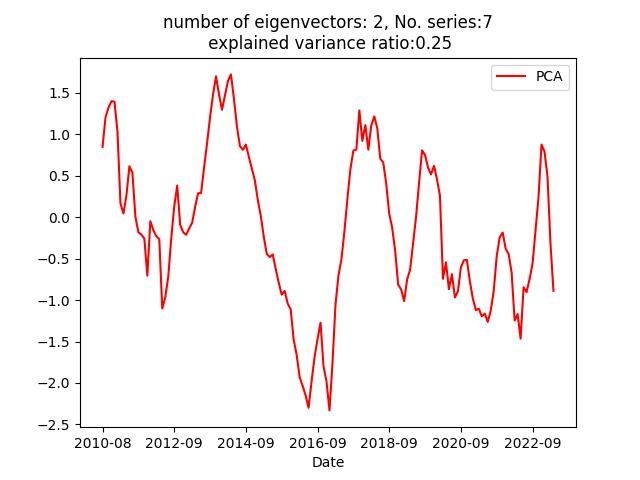 number of eigenvectors: 2, No. series:7
explained variance ratio:0.25
PCA
1.5
1.0
0.5
0.0
−0.5
−1.0
−1.5
−2.0
−2.5
2010-08 2012-09 2014-09 2016-09 2018-09 2020-09 2022-09
Date